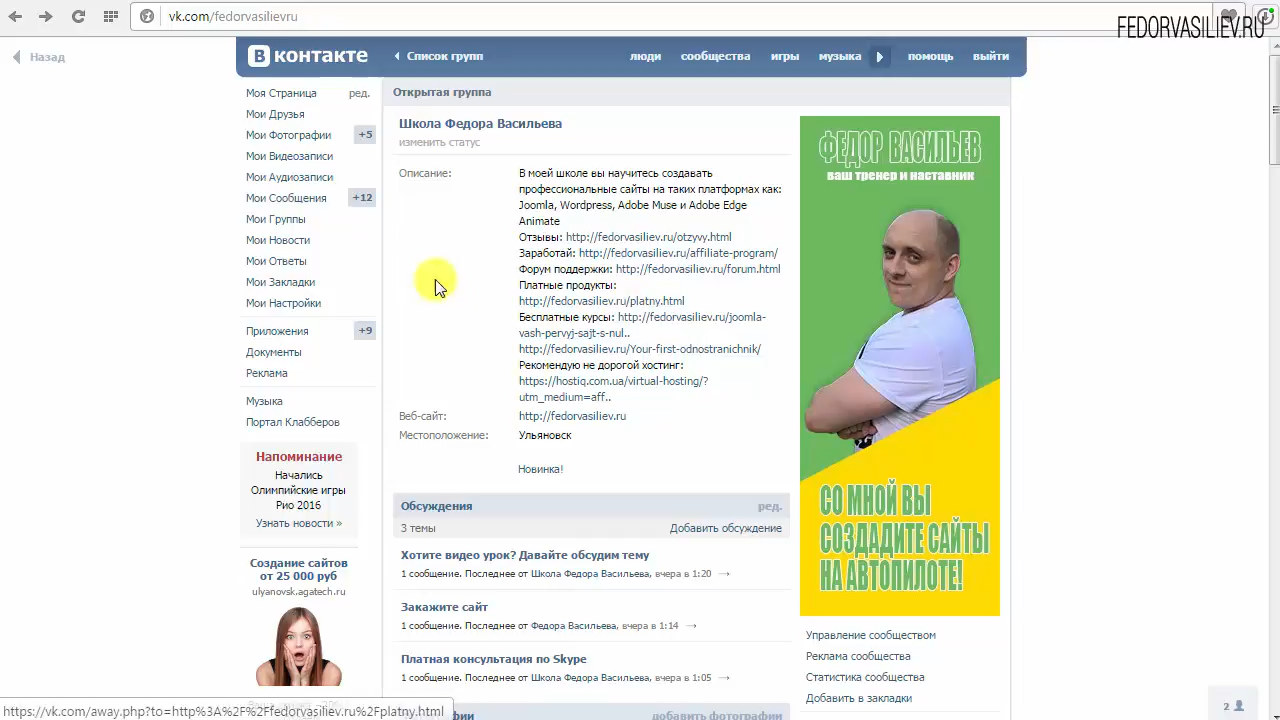 vk.com/fedorvasilievru
FEDORVASILIEV.RU
Назад
В контакте
Список групп
люди сообщества игры музыка помощь выйти
Моя Страница ред.
Мои Друзья
Мои Фотографии +5
Мои Видеозаписи
Мои Аудиозаписи
Мои Сообщения +12
Мои Группы
Мои Новости
Мои Ответы
Мои Закладки
Мои Настройки
Приложения +9
Документы
Реклама
Музыка
Портал Клабберов
Напоминание
Начались
Олимпийские игры
Рио 2016
Узнать новости »
Создание сайтов
от 25 000 руб
ulyanovsk.agatech.ru
Открытая группа
Школа Федора Васильева
изменить статус
Описание:
В моей школе вы научитесь создавать
профессиональные сайты на таких платформах как:
Joomla, Wordpress, Adobe Muse и Adobe Edge
Animate
Отзывы: http://fedorvasiliev.ru/otzyvy.html
Заработай: http://fedorvasiliev.ru/affiliate-program/
Форум поддержки: http://fedorvasiliev.ru/forum.html
Платные продукты:
http://fedorvasiliev.ru/platny.html
Бесплатные курсы: http://fedorvasiliev.ru/joomla-
vash-pervyj-sajt-s-nul..
http://fedorvasiliev.ru/Your-first-odnostranichnik/
Рекомендую не дорогой хостинг:
https://hostiq.com.ua/virtual-hosting/?
utm_medium=aff..
Веб-сайт: http://fedorvasiliev.ru
Местоположение: Ульяновск
Новинка!
Обсуждения ред.
3 темы Добавить обсуждение
Хотите видео урок? Давайте обсудим тему
1 сообщение. Последнее от Школа Федора Васильева, вчера в 1:20 →
Закажите сайт
1 сообщение. Последнее от Федора Васильева, вчера в 1:14 →
Платная консультация по Skype
1 сообщение. Последнее от Школа Федора Васильева, вчера в 1:05 →
добавить фотографии
ФЕДОР ВАСИЛЬЕВ
ваш тренер и наставник
СО МНОЙ ВЫ
СОЗДАДИТЕ САЙТЫ
НА АВТОПИЛОТЕ!
Управление сообществом
Реклама сообщества
Статистика сообщества
Добавить в закладки
2
https://vk.com/away.php?to=http%3A%2F%2Ffedorvasiliev.ru%2Fplatny.html